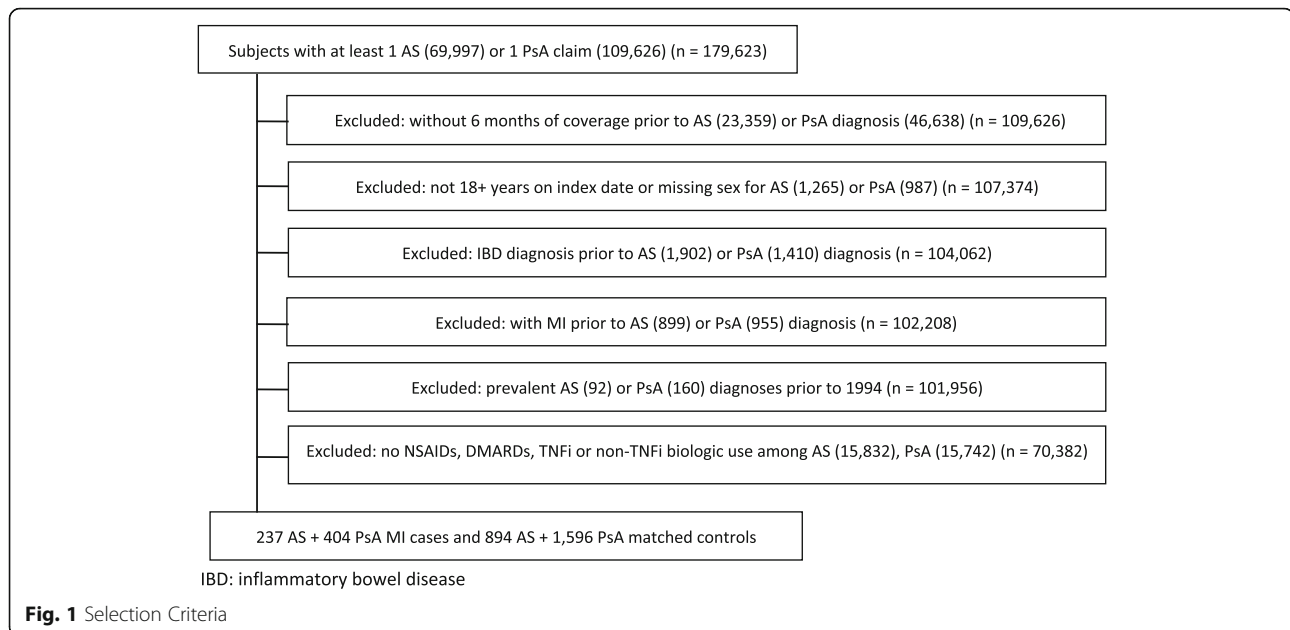 Subjects with at least 1 AS (69,997) or 1 PsA claim (109,626) (n = 179,623)
Excluded: without 6 months of coverage prior to AS (23,359) or PsA diagnosis (46,638) (n = 109,626)
Excluded: not 18+ years on index date or missing sex for AS (1,265) or PsA (987) (n = 107,374)
Excluded: IBD diagnosis prior to AS (1,902) or PsA (1,410) diagnosis (n = 104,062)
Excluded: with MI prior to AS (899) or PsA (955) diagnosis (n = 102,208)
Excluded: prevalent AS (92) or PsA (160) diagnoses prior to 1994 (n = 101,956)
Excluded: no NSAIDs, DMARDs, TNFi or non-TNFi biologic use among AS (15,832), PsA (15,742) (n = 70,382)
237 AS + 404 PsA MI cases and 894 AS + 1,596 PsA matched controls
IBD: inflammatory bowel disease
Fig. 1 Selection Criteria